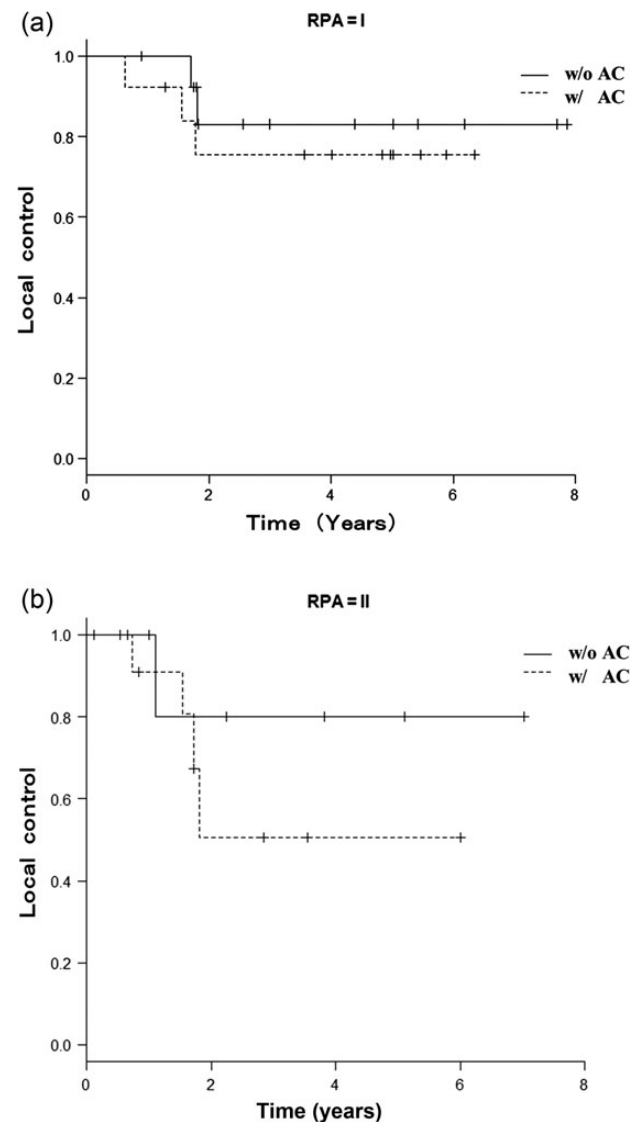 (a)
RPA = I
w/o AC
w/ AC
1.0
0.8
0.6
0.4
0.2
0.0
Local control
0 2 4 6 8
Time (Years)
(b)
RPA = II
w/o AC
w/ AC
1.0
0.8
0.6
0.4
0.2
0.0
Local control
0 2 4 6 8
Time (years)